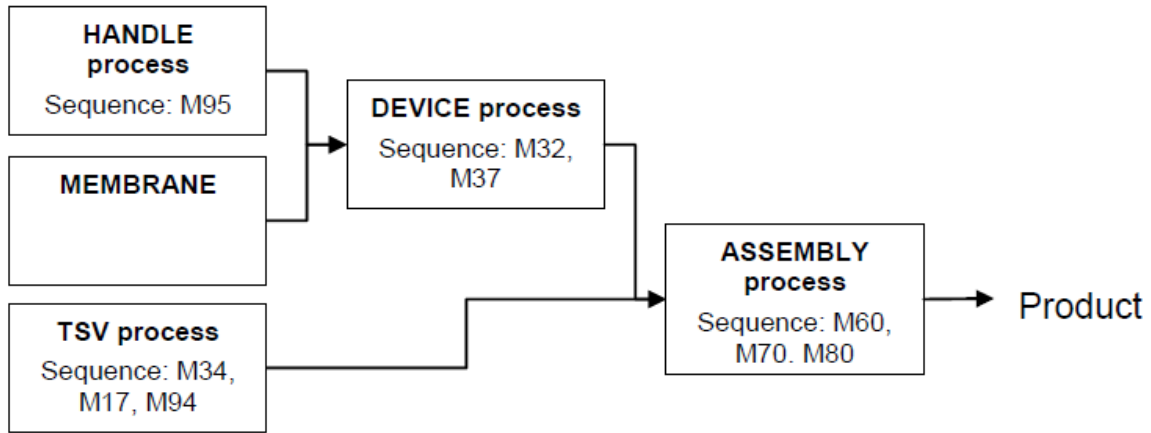 HANDLE
process
Sequence: M95
MEMBRANE
TSV process
Sequence: M34,
M17, M94
DEVICE process
Sequence: M32,
M37
ASSEMBLY
process
Sequence: M60,
M70. M80
Product